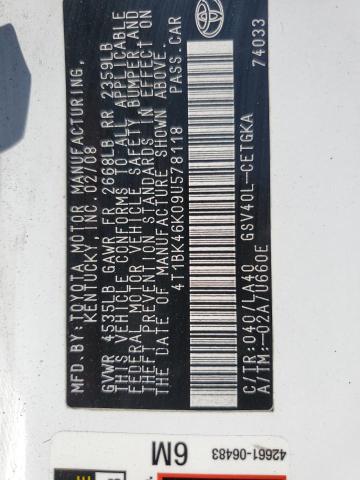 MFD.BY:TOYOTA MOTOR MANUFACTURING,
KENTUCKY, INC. 02/08
GVWR 4535LB GAWR FR 2668LB RR 2359LB
THIS VEHICLE CONFORMS TO ALL APPLICABLE
FEDERAL MOTOR VEHICLE SAFETY, BUMPER, AND
THEFT PREVENTION STANDARDS IN EFFECT ON
THE DATE OF MANUFACTURE SHOWN ABOVE.
4T1BK46K09U578118 PASS.CAR
C/TR:040/LA40 GSV40L-CETGKA
A/TM:-02A/U660E 74033
42661-06483
6M